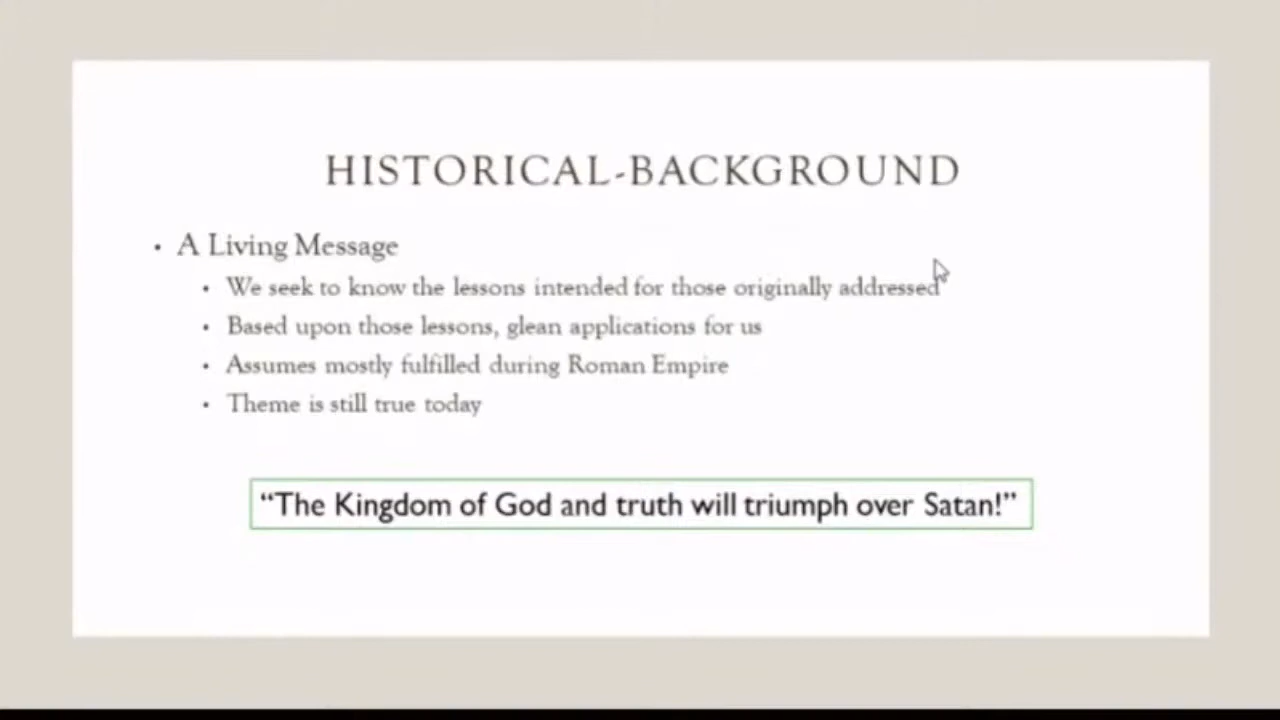 HISTORICAL-BACKGROUND
• A Living Message
• We seek to know the lessons intended for those originally addressed
• Based upon those lessons, glean applications for us
• Assumes mostly fulfilled during Roman Empire
• Theme is still true today
“The Kingdom of God and truth will triumph over Satan!”